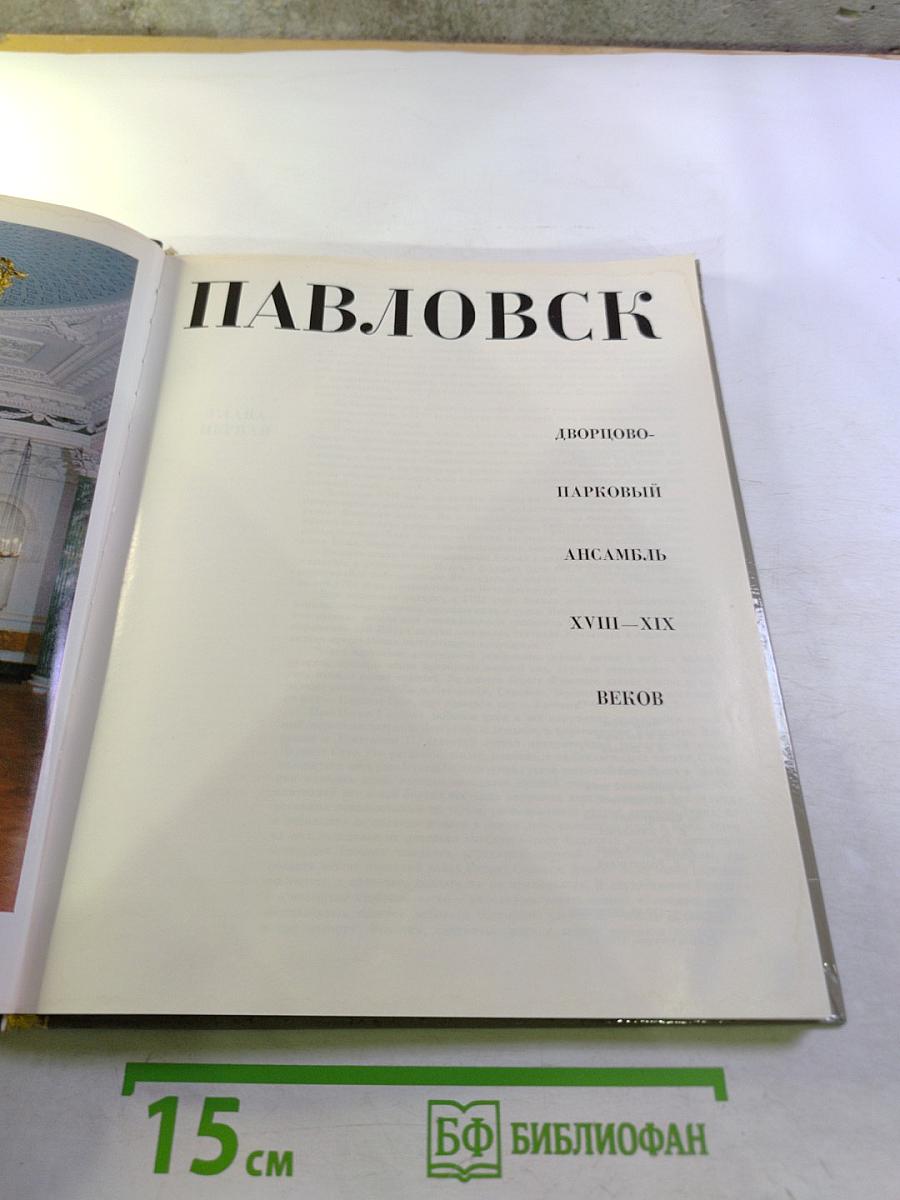 ПАВЛОВСК
ДВОРЦОВО-
ПАРКОВЫЙ
АНСАМБЛЬ
XVIII—XIX
ВЕКОВ
15 см
БФ БИБЛИОФАН